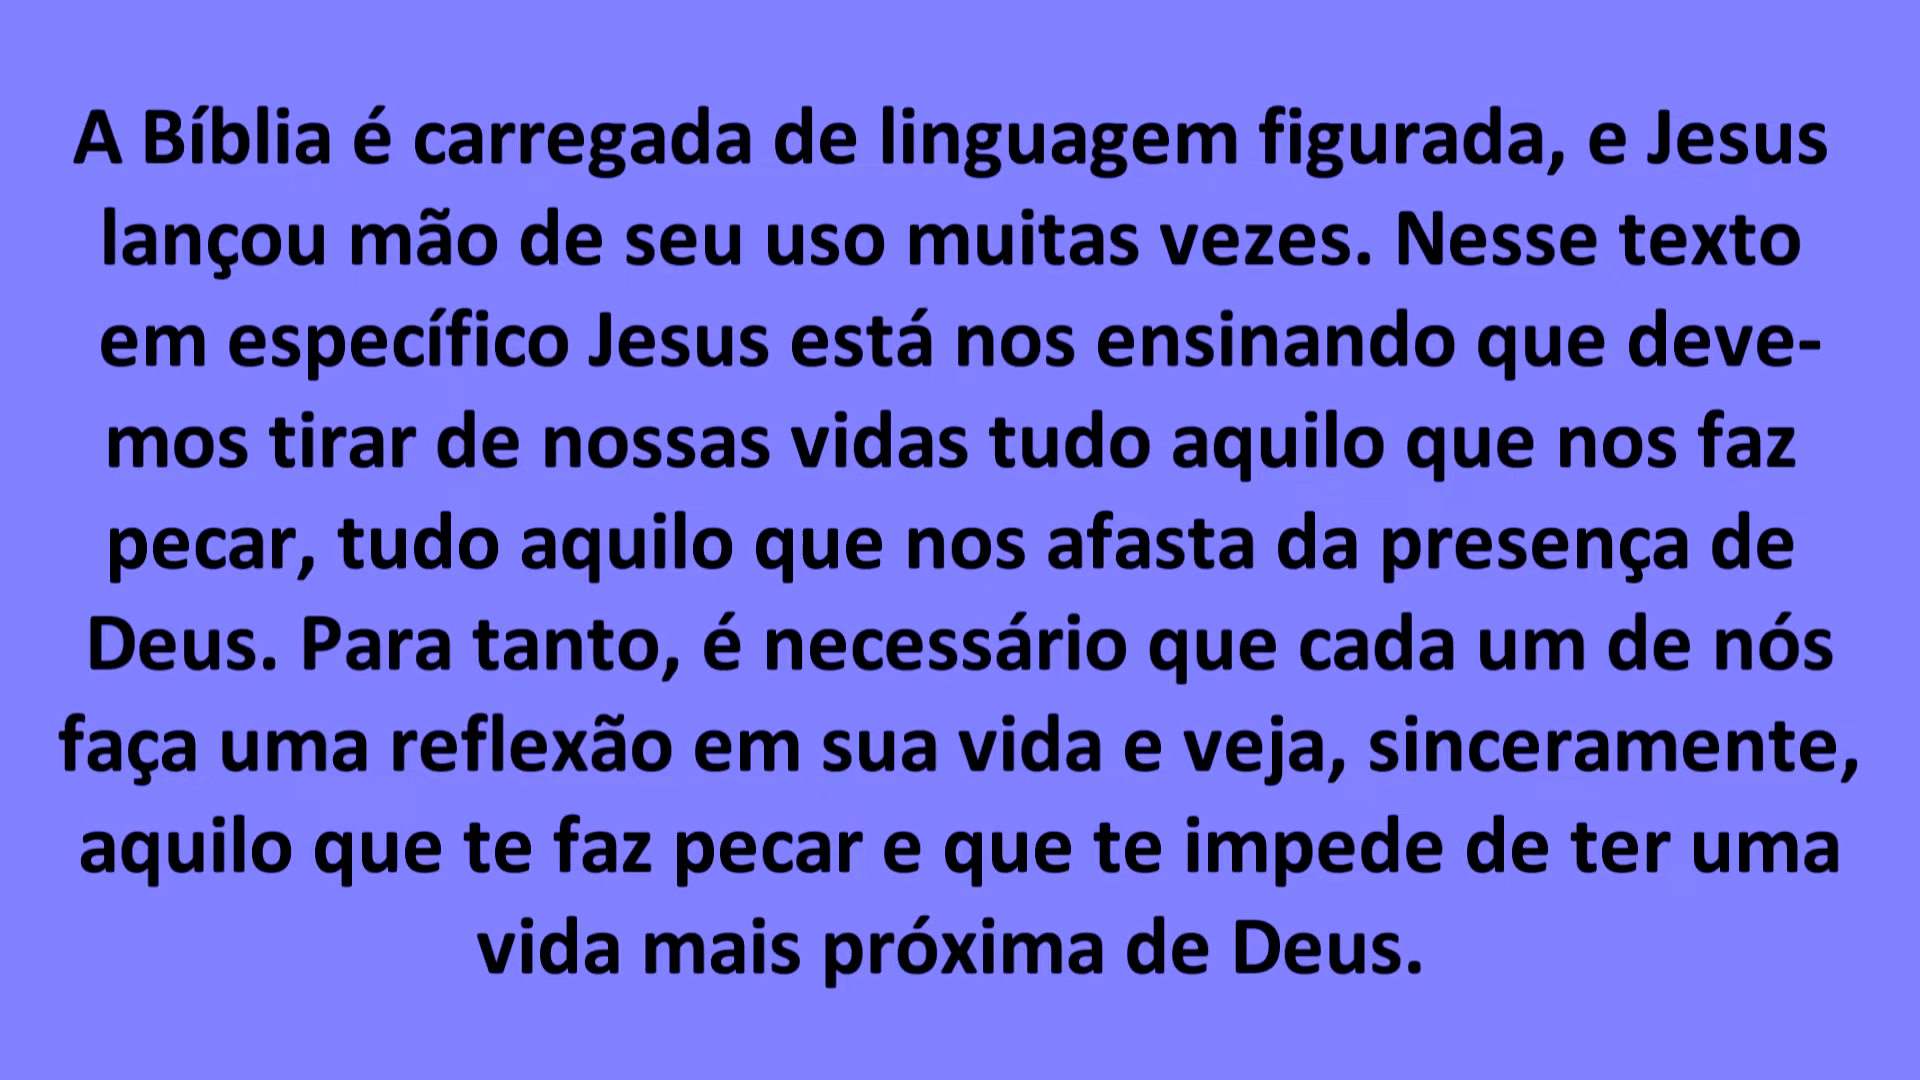 A Bíblia é carregada de linguagem figurada, e Jesus
lançou mão de seu uso muitas vezes. Nesse texto
em específico Jesus está nos ensinando que deve-
mos tirar de nossas vidas tudo aquilo que nos faz
pecar, tudo aquilo que nos afasta da presença de
Deus. Para tanto, é necessário que cada um de nós
faça uma reflexão em sua vida e veja, sinceramente,
aquilo que te faz pecar e que te impede de ter uma
vida mais próxima de Deus.